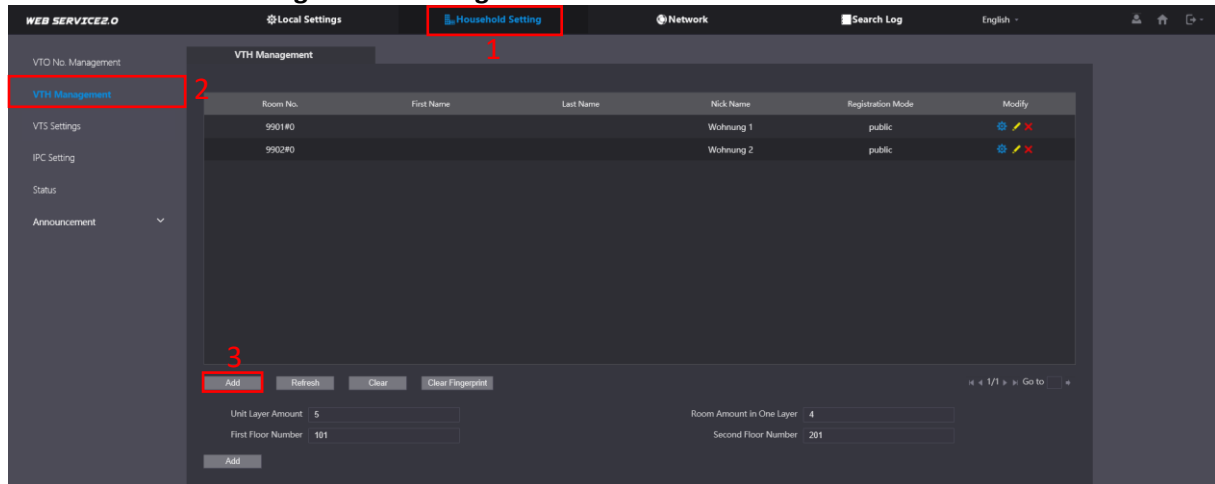 WEB SERVICE2.0 Local Settings Household Setting Network Search Log English
1
VTO No. Management
VTH Management
VTS Settings
IPC Setting
Status
Announcement
2
VTH Management
Room No. First Name Last Name Nick Name Registration Mode Modify
9901#0 Wohnung 1 public
9902#0 Wohnung 2 public
3
Add Refresh Clear Clear Fingerprint 1/1 Go to
Unit Layer Amount 5 Room Amount in One Layer 4
First Floor Number 101 Second Floor Number 201
Add